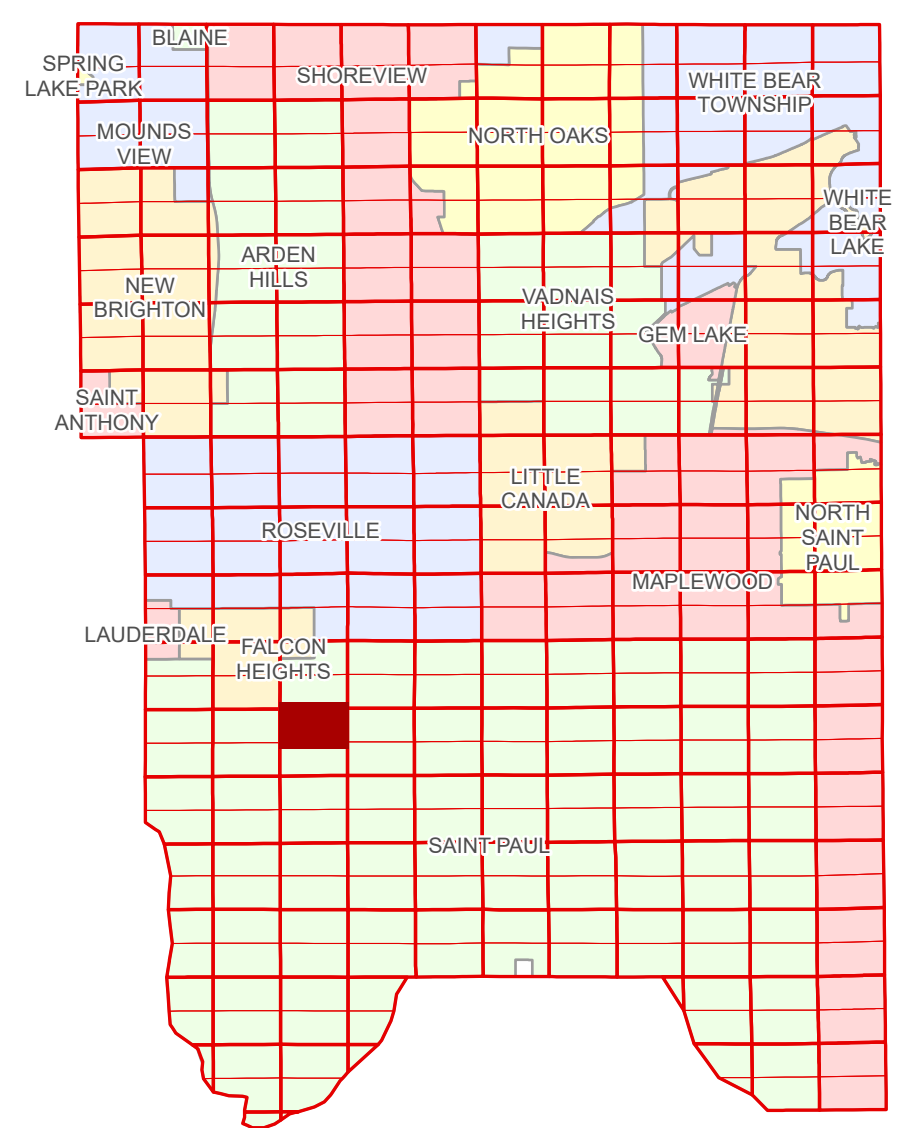 BLAINE
SPRING
LAKE PARK
SHOREVIEW
WHITE BEAR
TOWNSHIP
MOUNDS
VIEW
NORTH OAKS
WHITE
BEAR
LAKE
ARDEN
HILLS
NEW
BRIGHTON
VADNAIS
HEIGHTS
GEM LAKE
SAINT
ANTHONY
LITTLE
CANADA
ROSEVILLE
NORTH
SAINT
PAUL
MAPLEWOOD
LAUDERDALE
FALCON
HEIGHTS
SAINT PAUL